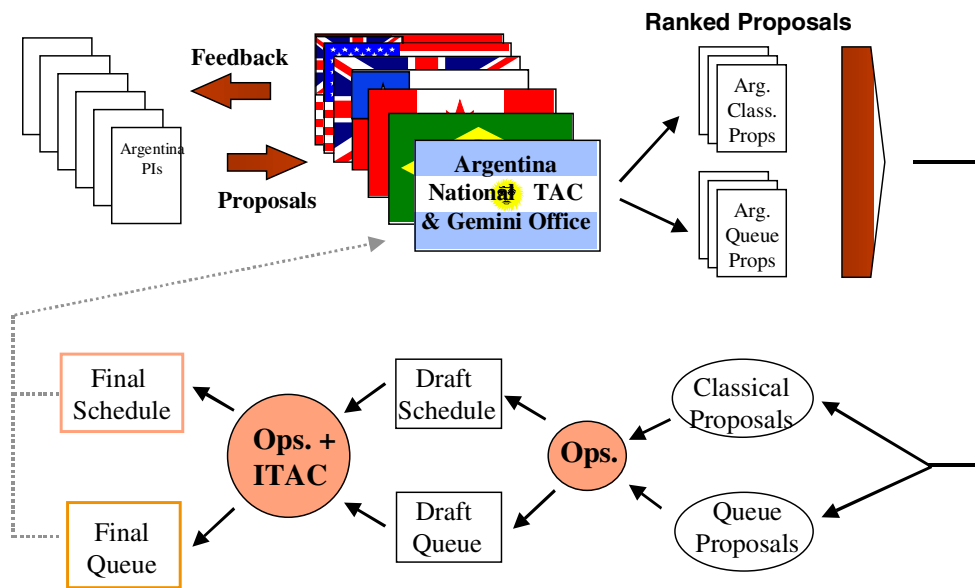 Ranked Proposals
Feedback
Argentina
PIs
Proposals
Argentina
National TAC
& Gemini Office
Arg.
Class.
Props
Arg.
Queue
Props
Final
Schedule
Draft
Schedule
Classical
Proposals
Ops. +
ITAC
Ops.
Final
Queue
Draft
Queue
Queue
Proposals